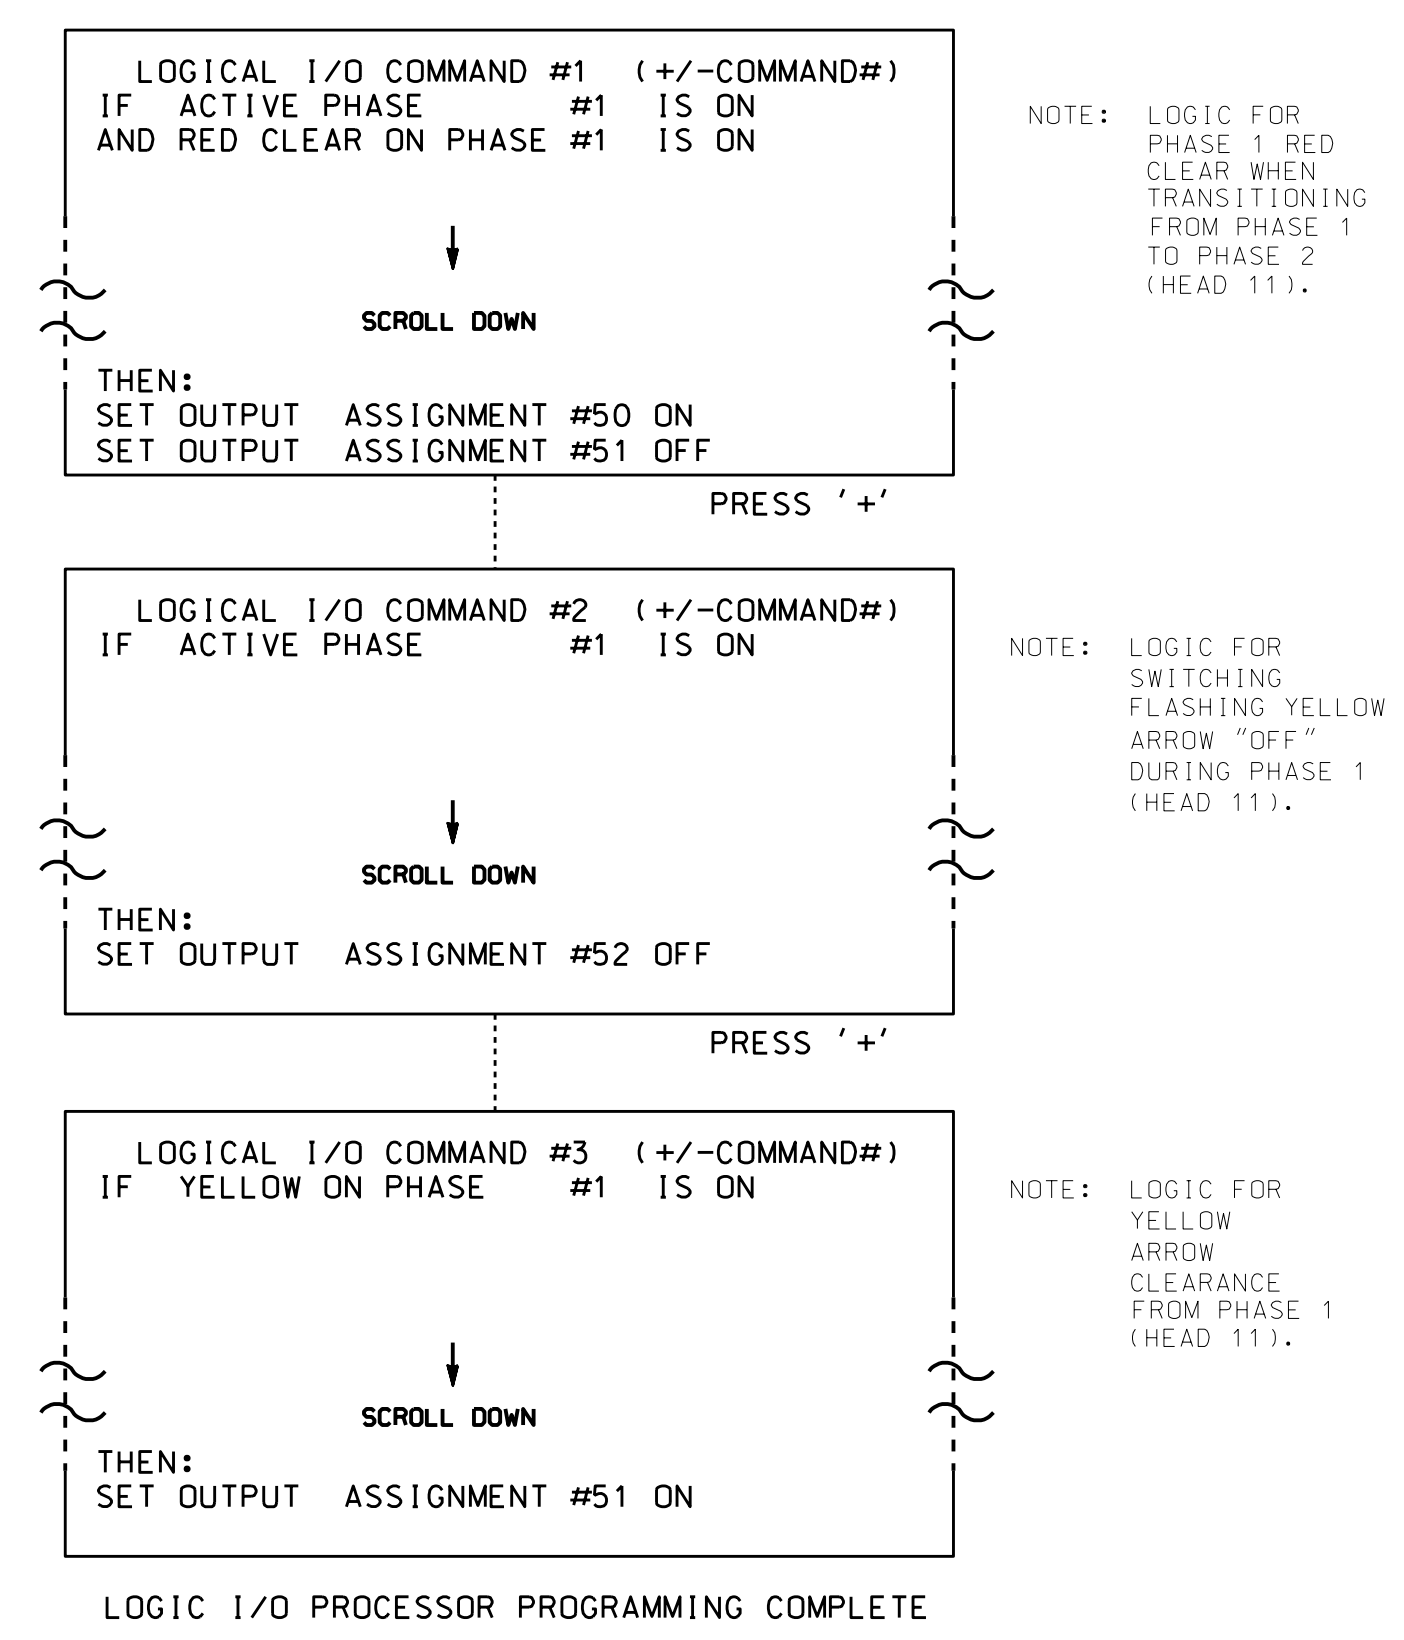 LOGICAL I/O COMMAND #1 (+/-COMMAND#)
IF ACTIVE PHASE #1 IS ON
AND RED CLEAR ON PHASE #1 IS ON
SCROLL DOWN
THEN:
SET OUTPUT ASSIGNMENT #50 ON
SET OUTPUT ASSIGNMENT #51 OFF
NOTE: LOGIC FOR
PHASE 1 RED
CLEAR WHEN
TRANSITIONING
FROM PHASE 1
TO PHASE 2
(HEAD 11).
PRESS '+'
LOGICAL I/O COMMAND #2 (+/-COMMAND#)
IF ACTIVE PHASE #1 IS ON
SCROLL DOWN
THEN:
SET OUTPUT ASSIGNMENT #52 OFF
NOTE: LOGIC FOR
SWITCHING
FLASHING YELLOW
ARROW "OFF"
DURING PHASE 1
(HEAD 11).
PRESS '+'
LOGICAL I/O COMMAND #3 (+/-COMMAND#)
IF YELLOW ON PHASE #1 IS ON
SCROLL DOWN
THEN:
SET OUTPUT ASSIGNMENT #51 ON
NOTE: LOGIC FOR
YELLOW
ARROW
CLEARANCE
FROM PHASE 1
(HEAD 11).
LOGIC I/O PROCESSOR PROGRAMMING COMPLETE